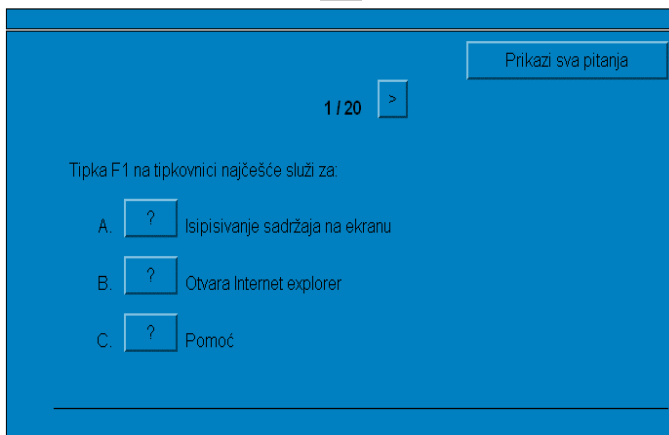 Prikazi sva pitanja
1 / 20 >
Tipka F1 na tipkovnici najčešće služi za:
A. ? Isipisivanje sadržaja na ekranu
B. ? Otvara Internet explorer
C. ? Pomoć